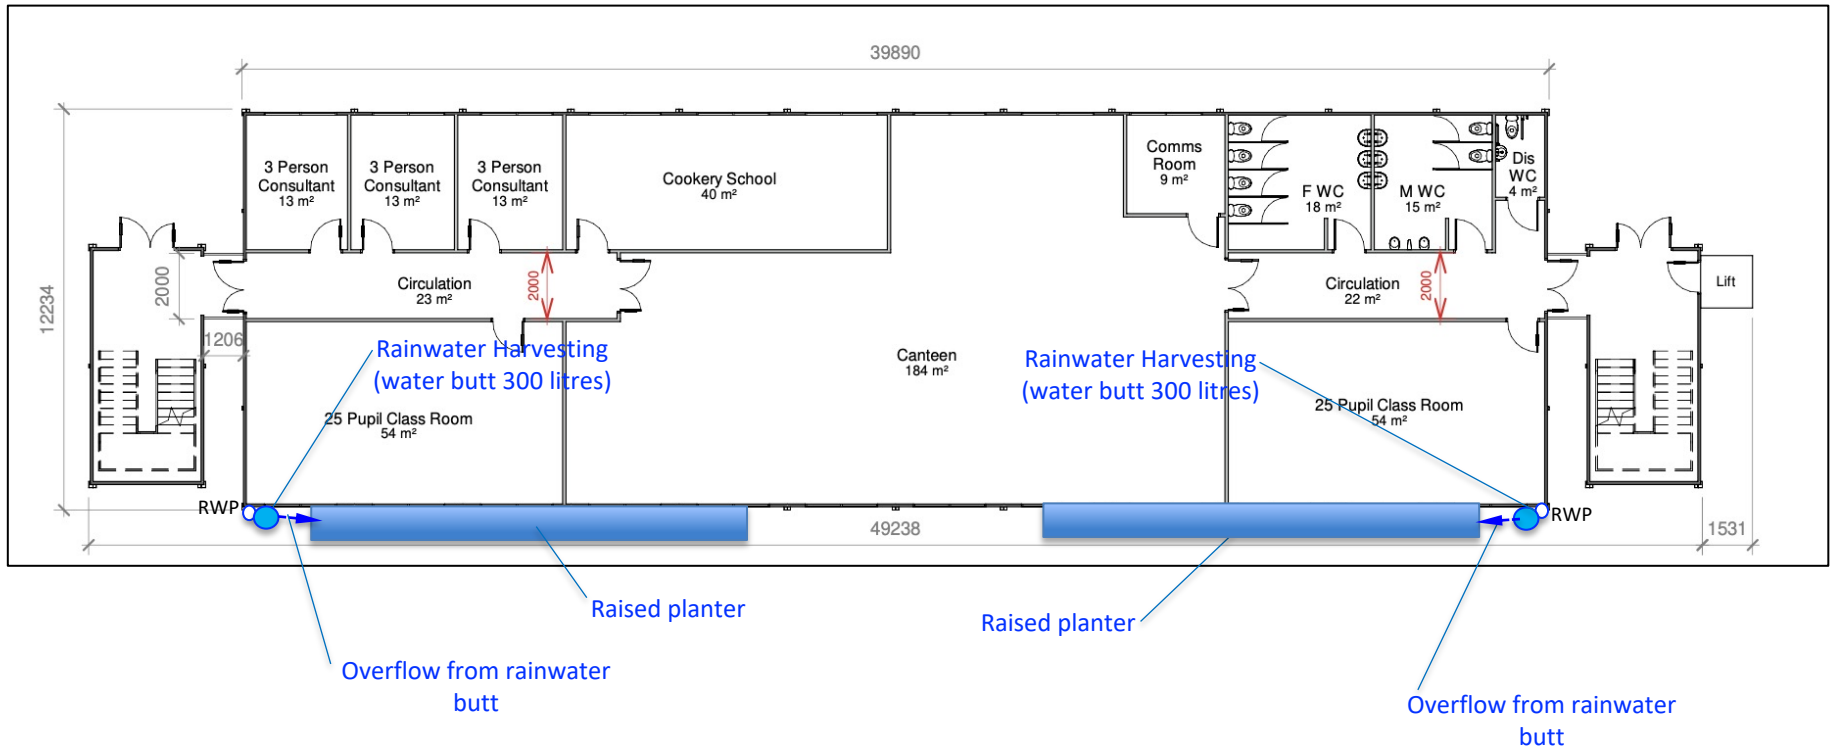 39890
3 Person
Consultant
13 m²
3 Person
Consultant
13 m²
3 Person
Consultant
13 m²
Cookery School
40 m²
Comms
Room
9 m²
F WC
18 m²
M WC
15 m²
Dis
WC
4 m²
12234
2000
Circulation
23 m²
2000
Circulation
22 m²
2000
Lift
1206
Rainwater Harvesting
(water butt 300 litres)
Canteen
184 m²
Rainwater Harvesting
(water butt 300 litres)
25 Pupil Class Room
54 m²
25 Pupil Class Room
54 m²
RWP
RWP
49238
1531
Raised planter
Raised planter
Overflow from rainwater
butt
Overflow from rainwater
butt